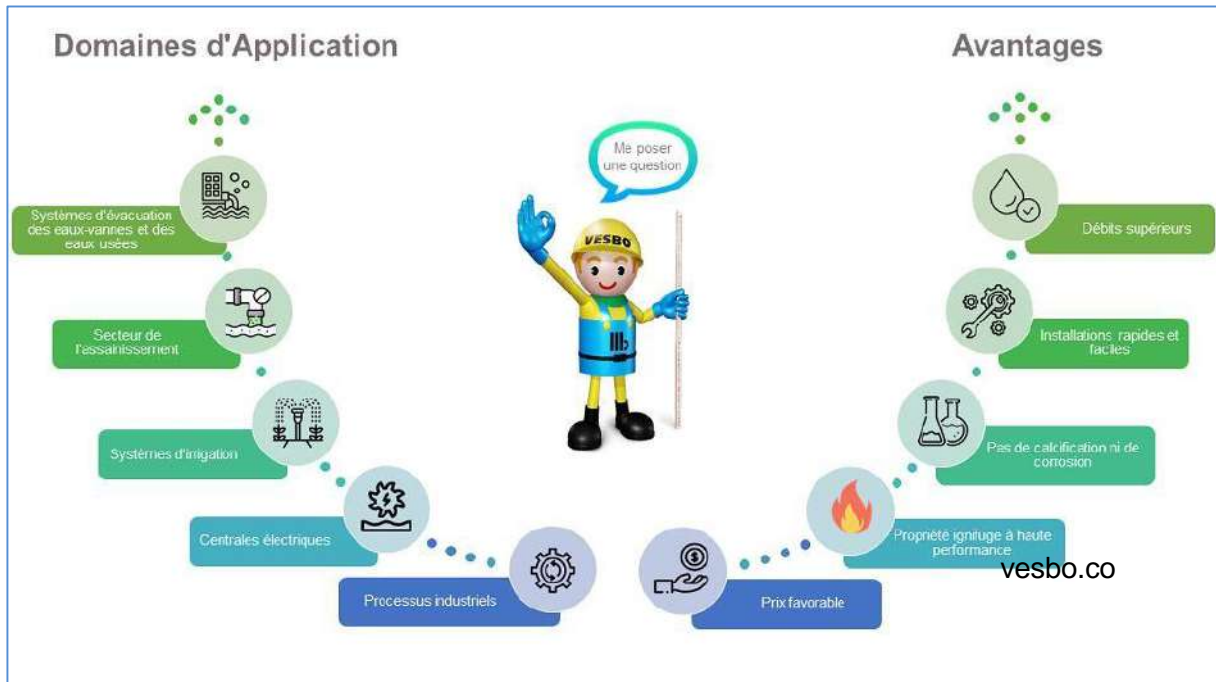 Domaines d'Application
Avantages
Me poser
une question
VESBO
Systèmes d'évacuation
des eaux-vannes et des
eaux usées
Débits supérieurs
Secteur de
l'assainissement
Installations rapides et
faciles
Systèmes d'irrigation
Pas de calcification ni de
corrosion
Centrales électriques
Propriété ignifuge à haute
performance
vesbo.co
Processus industriels
Prix favorable